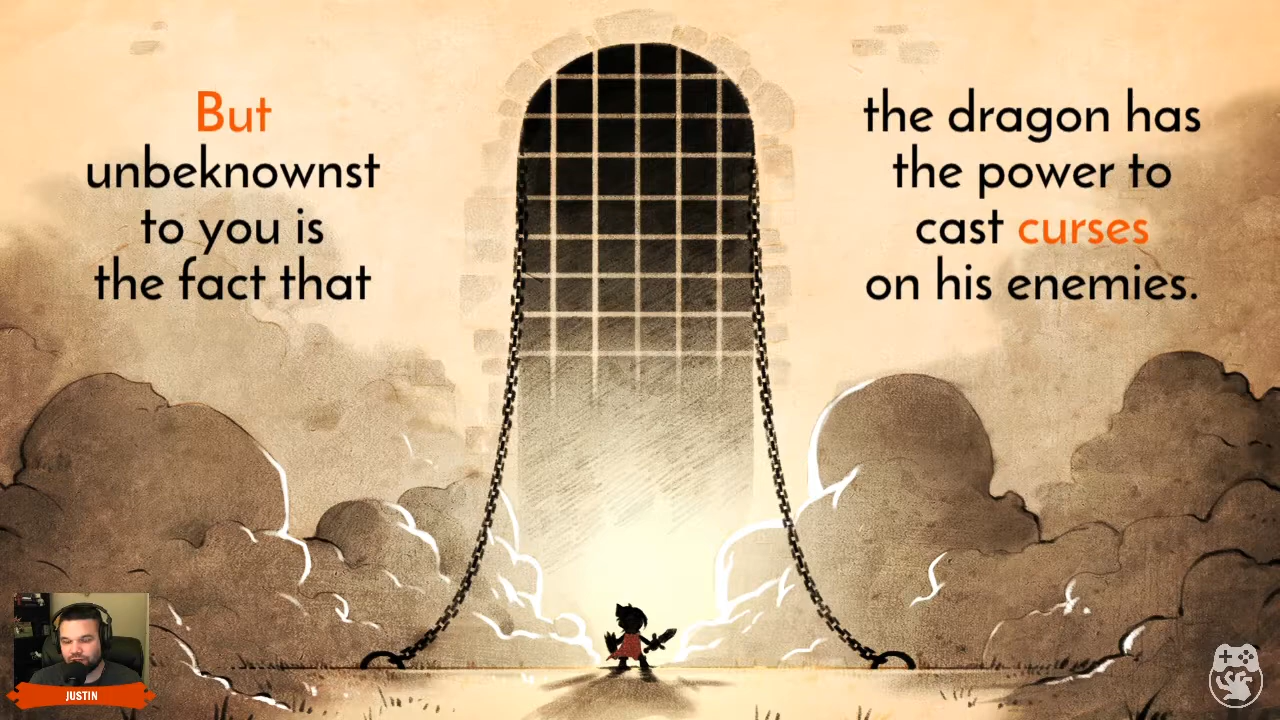 But
unbeknownst
to you is
the fact that
the dragon has
the power to
cast curses
on his enemies.
JUSTIN